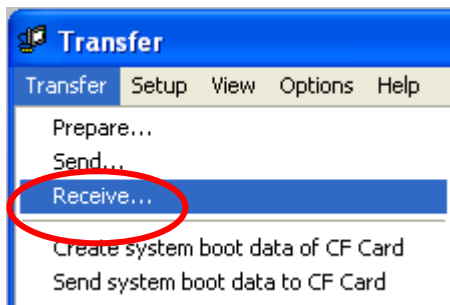 Transfer
Transfer Setup View Options Help
Prepare...
Send...
Receive...
Create system boot data of CF Card
Send system boot data to CF Card